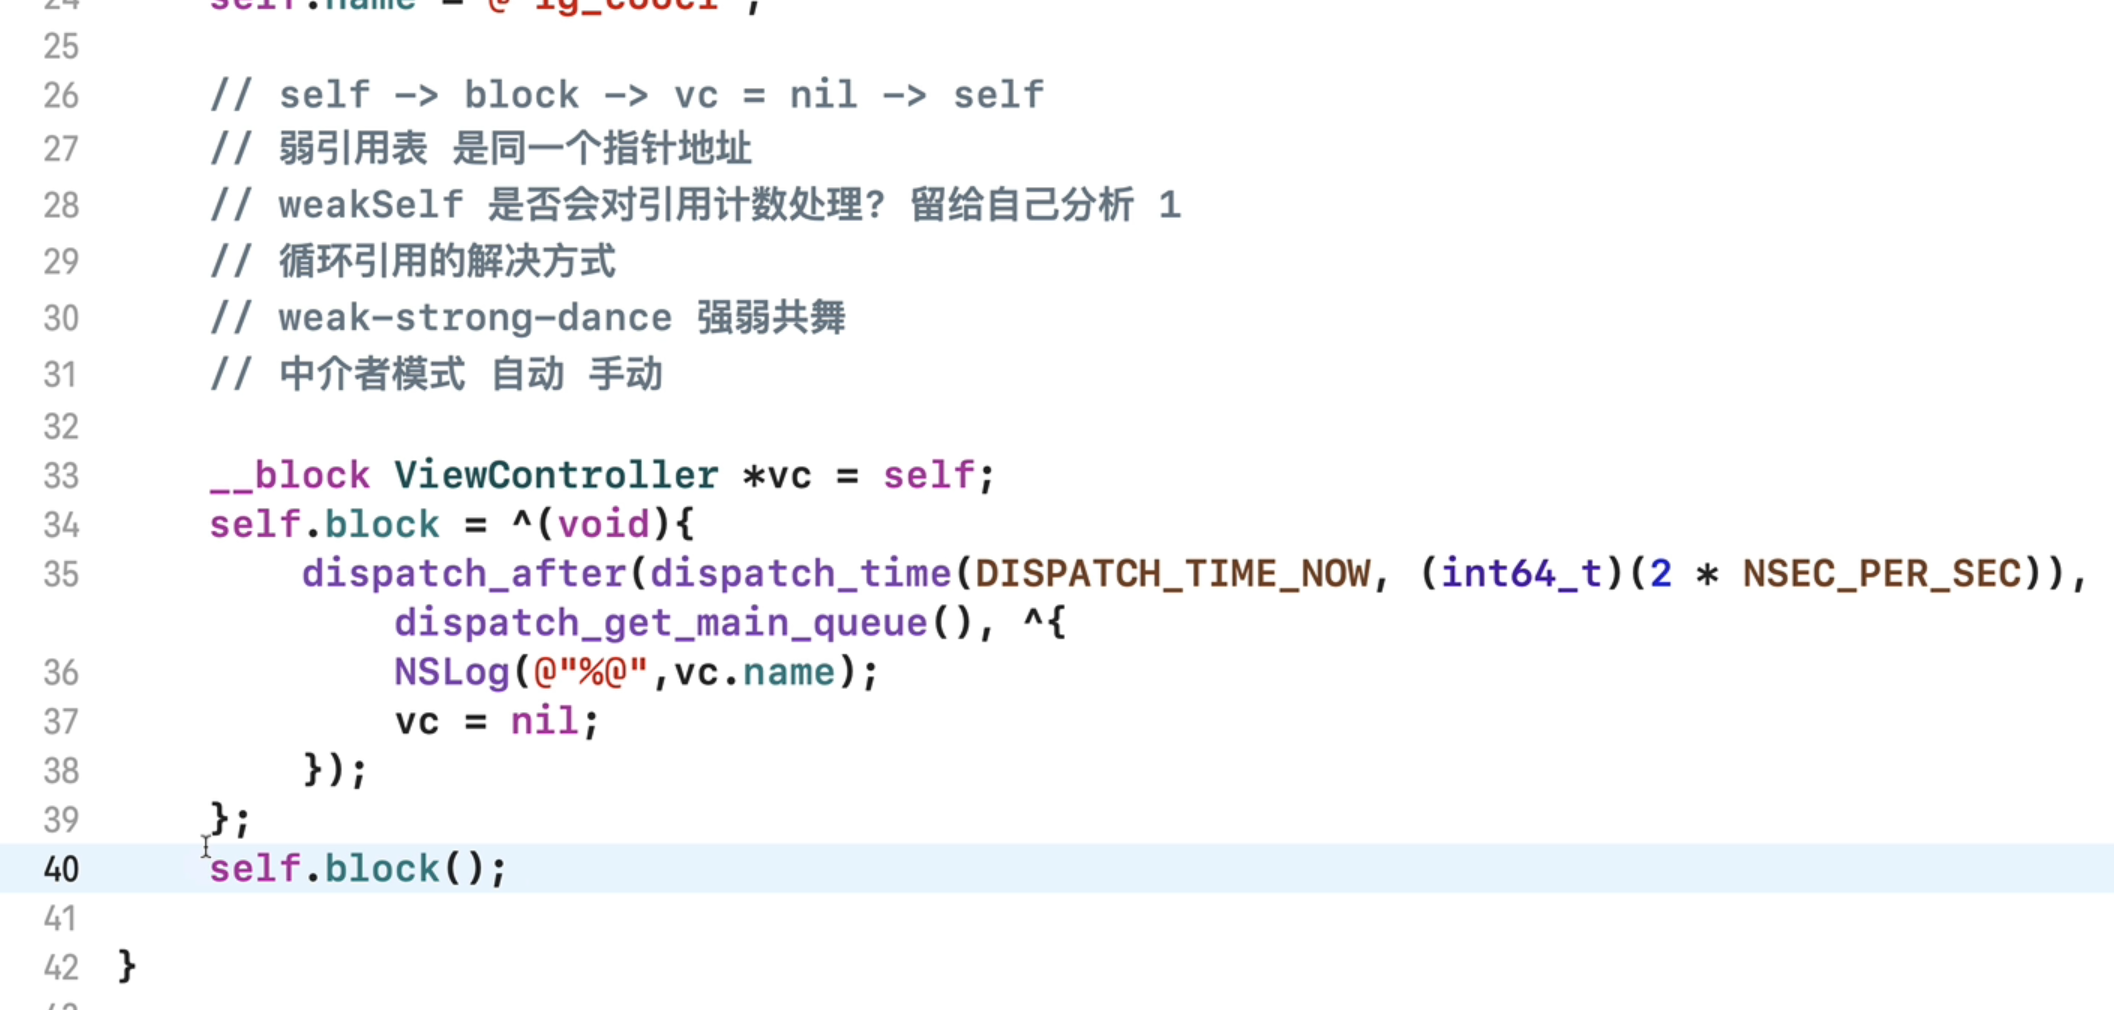 25
26 // self -> block -> vc = nil -> self
27 // 弱引用表 是同一个指针地址
28 // weakSelf 是否会对引用计数处理? 留给自己分析 1
29 // 循环引用的解决方式
30 // weak-strong-dance 强弱共舞
31 // 中介者模式 自动 手动
32
33 __block ViewController *vc = self;
34 self.block = ^(void){
35 dispatch_after(dispatch_time(DISPATCH_TIME_NOW, (int64_t)(2 * NSEC_PER_SEC)),
dispatch_get_main_queue(), ^{
36 NSLog(@"%@",vc.name);
37 vc = nil;
38 });
39 };
40 self.block();
41
42 }